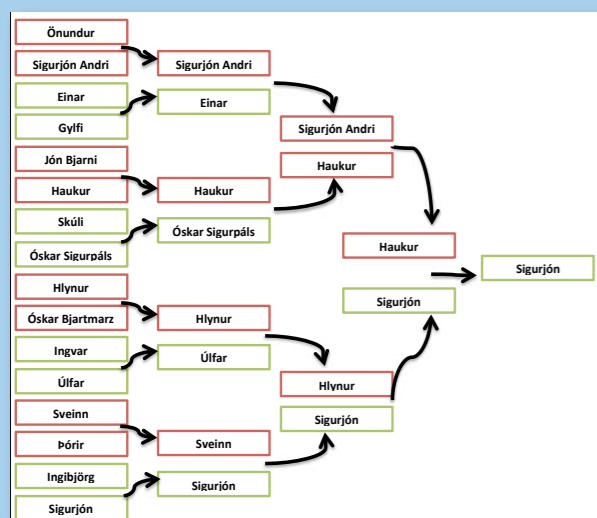 Önundur
Sigurjón Andri
Einar
Gylfi
Jón Bjarni
Haukur
Skúli
Óskar Sigurpáls
Hlynur
Óskar Bjartmarz
Ingvar
Úlfar
Sveinn
Þórir
Ingibjörg
Sigurjón
Sigurjón Andri
Einar
Haukur
Óskar Sigurpáls
Hlynur
Úlfar
Sveinn
Sigurjón
Sigurjón Andri
Haukur
Hlynur
Sigurjón
Haukur
Sigurjón
Sigurjón